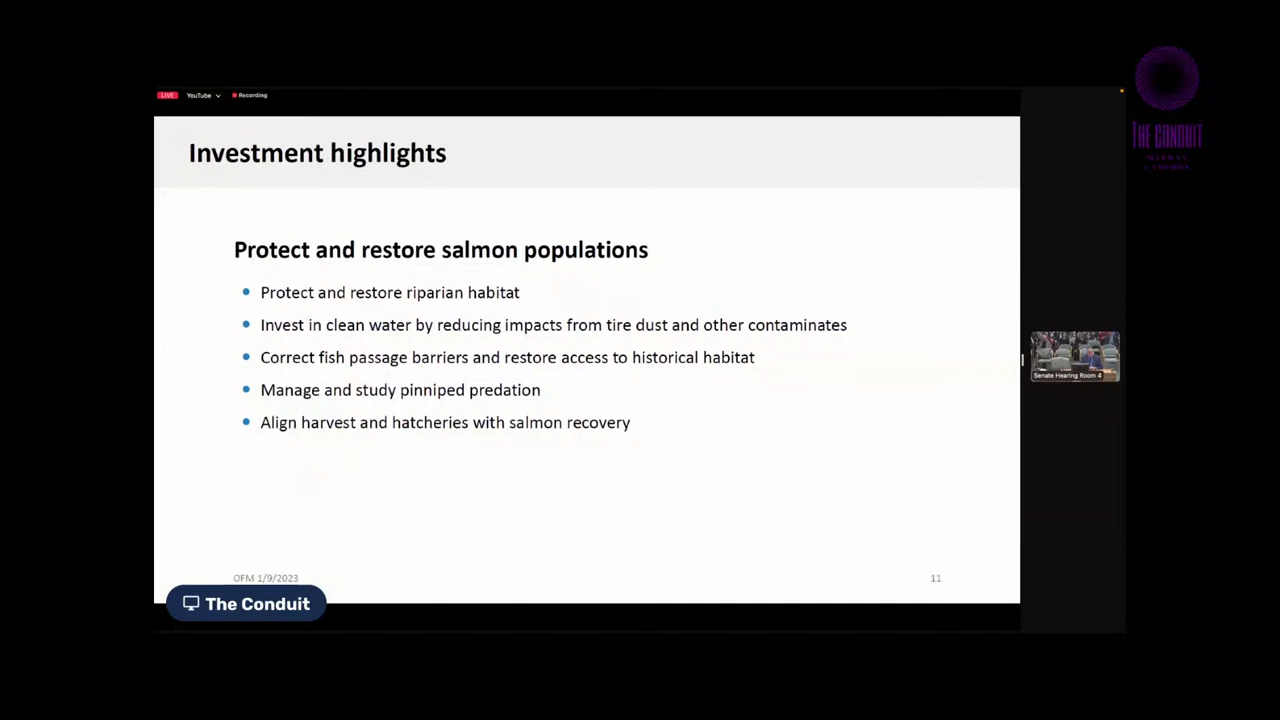 LIVE YouTube Recording
THE CONDUIT
Investment highlights
Protect and restore salmon populations
Protect and restore riparian habitat
Invest in clean water by reducing impacts from tire dust and other contaminates
Correct fish passage barriers and restore access to historical habitat
Manage and study pinniped predation
Align harvest and hatcheries with salmon recovery
Senate Hearing Room 4
OFM 1/9/2023
11
The Conduit